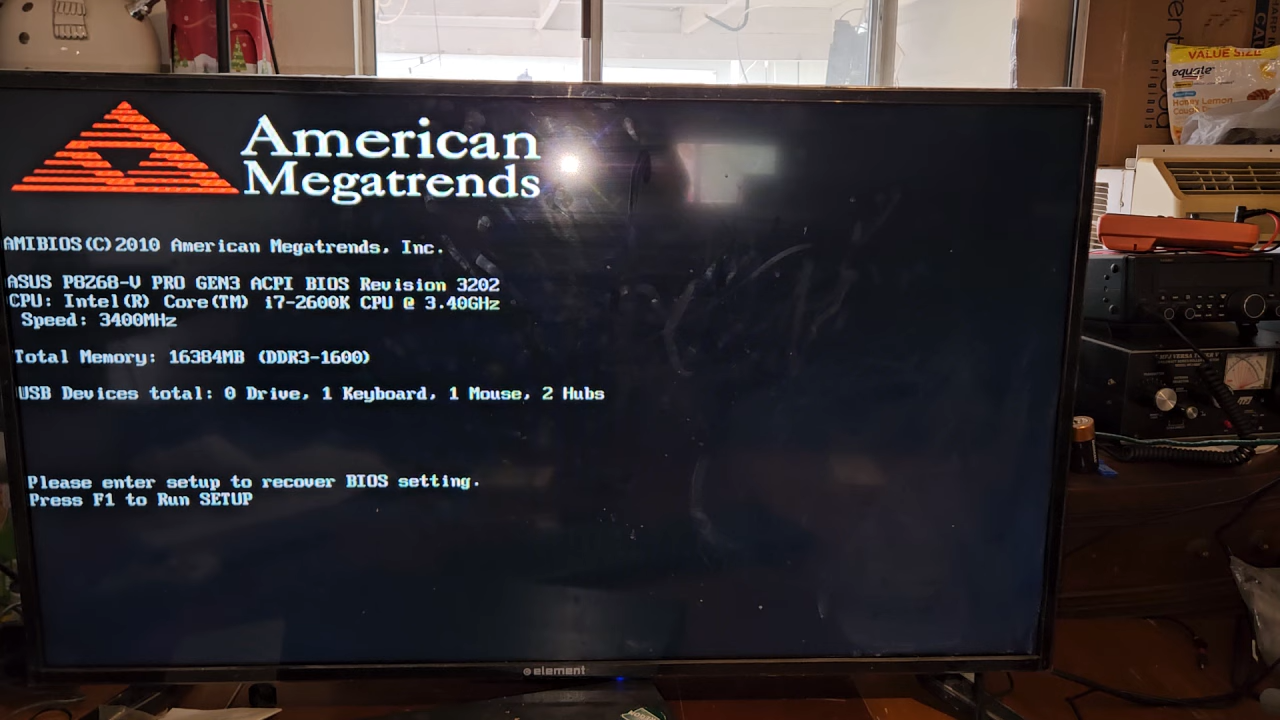 American
Megatrends
AMIBIOS(C)2010 American Megatrends, Inc.
ASUS P8Z68-V PRO GEN3 ACPI BIOS Revision 3202
CPU: Intel(R) Core(TM) i7-2600K CPU @ 3.40GHz
Speed: 3400MHz
Total Memory: 16384MB (DDR3-1600)
USB Devices total: 0 Drive, 1 Keyboard, 1 Mouse, 2 Hubs
Please enter setup to recover BIOS setting.
Press F1 to Run SETUP
element
VALUE SIZE
equate
Honey Lemon